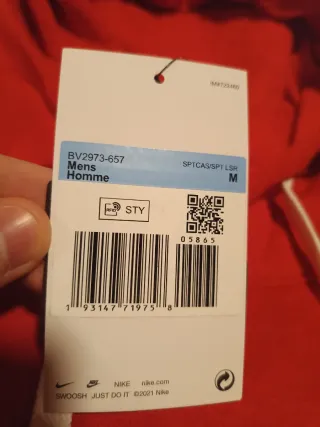 BV2973-657
Mens
Homme
SPTCAS/SPT LSR
M
STY
05865
1 93147 71975 8
NIKE nike.com
SWOOSH JUST DO IT ©2021 Nike